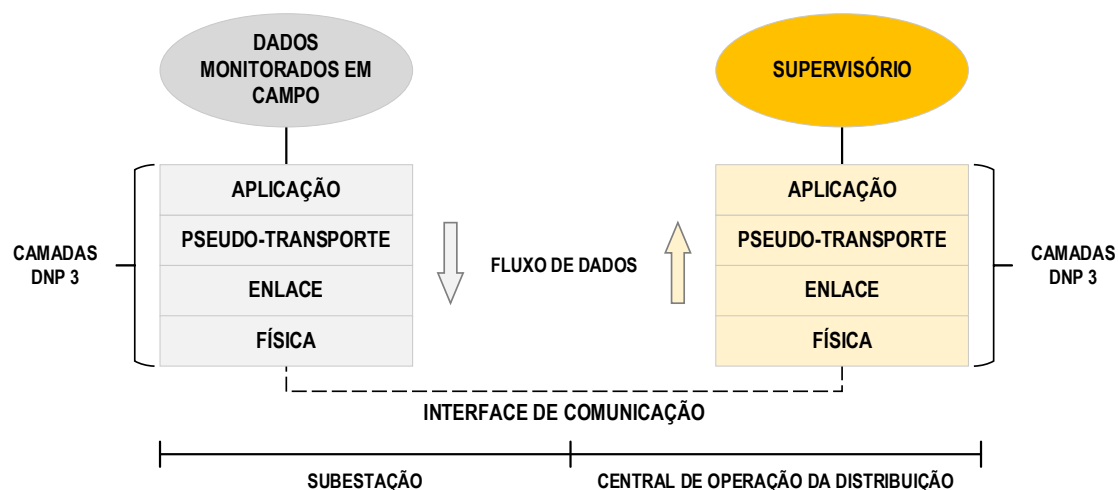 DADOS
MONITORADOS EM
CAMPO
SUPERVISÓRIO
APLICAÇÃO
PSEUDO-TRANSPORTE
ENLACE
FÍSICA
CAMADAS
DNP 3
FLUXO DE DADOS
APLICAÇÃO
PSEUDO-TRANSPORTE
ENLACE
FÍSICA
CAMADAS
DNP 3
INTERFACE DE COMUNICAÇÃO
SUBESTAÇÃO
CENTRAL DE OPERAÇÃO DA DISTRIBUIÇÃO